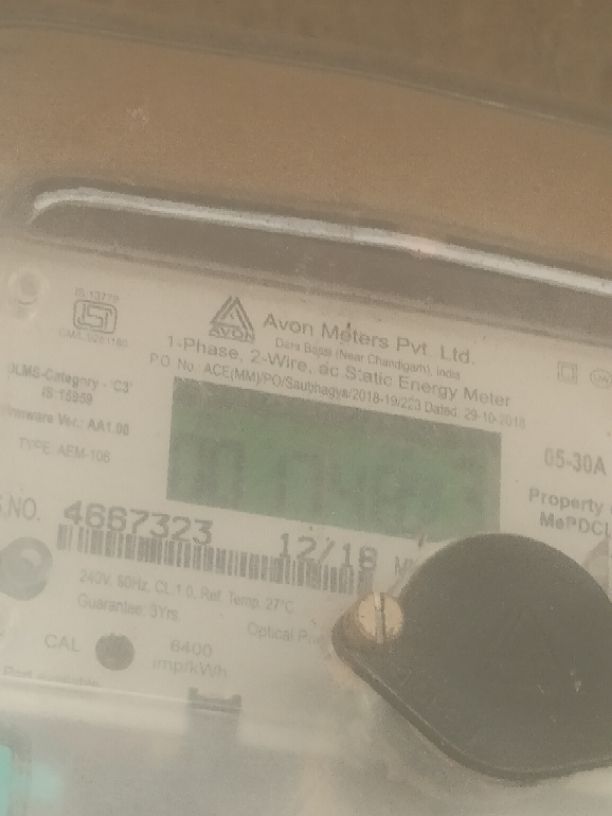 IS 13779
AVON
Avon Meters Pvt. Ltd.
Dera Bassi (Near Chandigarh), India
1-Phase, 2-Wire, ac Static Energy Meter
PO No.: ACE(MM)/PO/Saubhagya/2018-19/223 Dated: 29-10-2018
DLMS-Category - 'C3'
IS:15959
Firmware Ver.: AA1.00
TYPE: AEM-106
05-30A
Property
MePDCL
S.NO.
4667323
12/18
240V, 50Hz, CL.1.0, Ref. Temp. 27°C
Guarantee: 5Yrs.
Optical
CAL
6400
imp/kWh